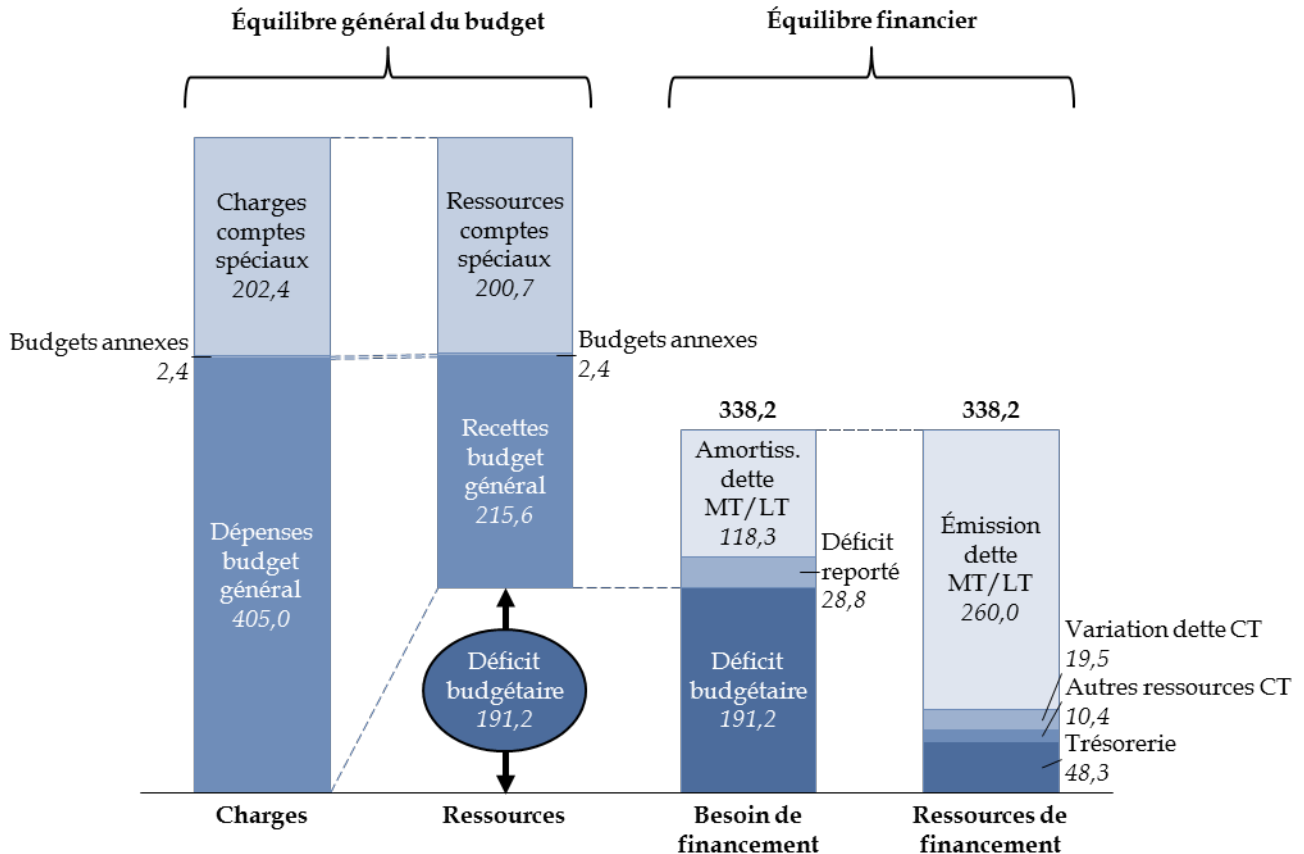 Équilibre général du budget
Équilibre financier
Charges
comptes
spéciaux
202,4
Ressources
comptes
spéciaux
200,7
Budgets annexes
2,4
Budgets annexes
2,4
Dépenses
budget
général
405,0
Recettes
budget
général
215,6
Déficit
budgétaire
191,2
338,2
Amortiss.
dette
MT/LT
118,3
Déficit
reporté
28,8
Déficit
budgétaire
191,2
338,2
Émission
dette
MT/LT
260,0
Variation dette CT
19,5
Autres ressources CT
10,4
Trésorerie
48,3
Charges
Ressources
Besoin de
financement
Ressources de
financement